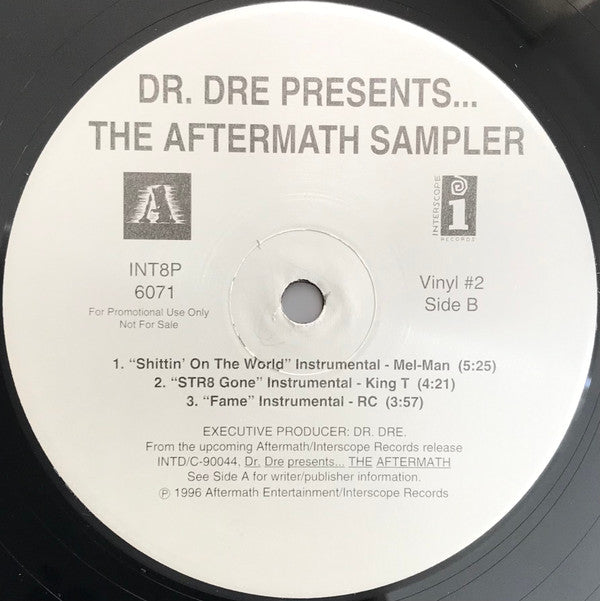 DR. DRE PRESENTS...
THE AFTERMATH SAMPLER
A
INTERSCOPE
i
RECORDS
INT8P
6071
For Promotional Use Only
Not For Sale
Vinyl #2
Side B
1. “Shittin’ On The World” Instrumental - Mel-Man (5:25)
2. “STR8 Gone” Instrumental - King T (4:21)
3. “Fame” Instrumental - RC (3:57)
EXECUTIVE PRODUCER: DR. DRE.
From the upcoming Aftermath/Interscope Records release
INTD/C-90044, Dr. Dre presents... THE AFTERMATH
See Side A for writer/publisher information.
℗ 1996 Aftermath Entertainment/Interscope Records